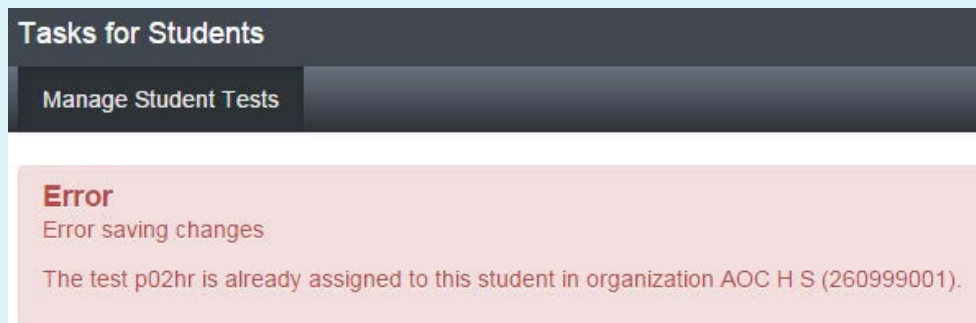 Tasks for Students
Manage Student Tests
Error
Error saving changes
The test p02hr is already assigned to this student in organization AOC H S (260999001).